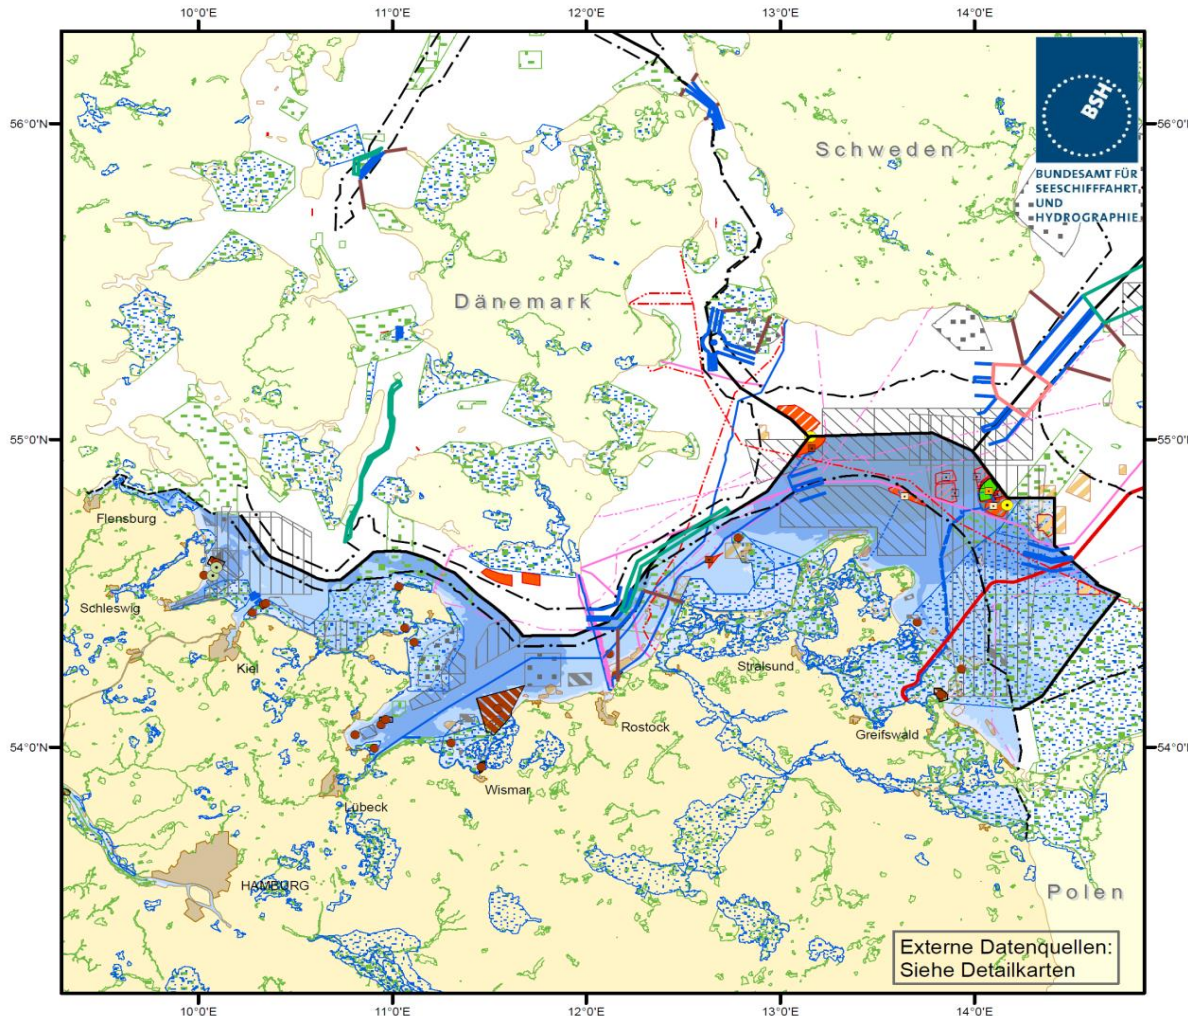 10°0'E
11°0'E
12°0'E
13°0'E
14°0'E
56°0'N
56°0'N
Schweden
BSH
BUNDESAMT FÜR
SEESCHIFFFAHRT
UND
HYDROGRAPHIE
Dänemark
55°0'N
55°0'N
Flensburg
Schleswig
Kiel
Stralsund
Rostock
Greifswald
54°0'N
54°0'N
Wismar
Lübeck
HAMBURG
Polen
Externe Datenquellen:
Siehe Detailkarten
10°0'E
11°0'E
12°0'E
13°0'E
14°0'E